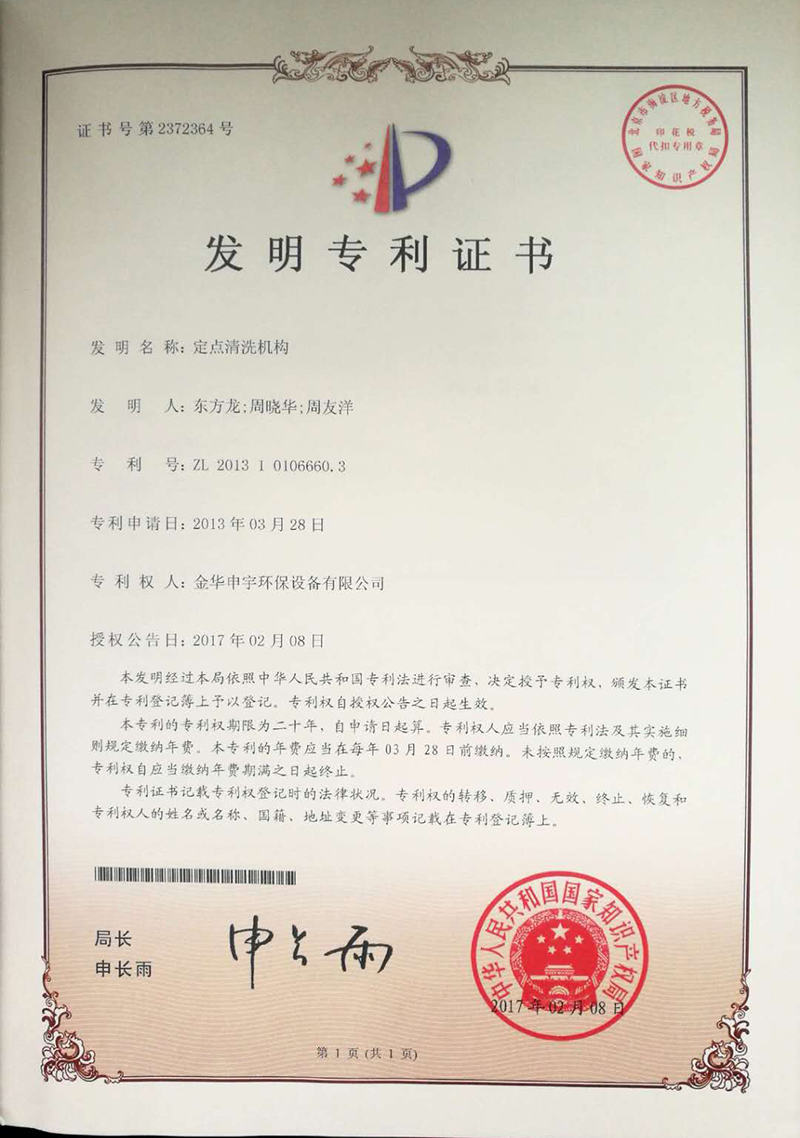 证书号第2372364号
北京市海淀区地方税务局
印花税
代扣专用章
国家知识产权局
发明专利证书
发明名称：定点清洗机构
发明人：东方龙;周晓华;周友洋
专利号：ZL 2013 1 0106660.3
专利申请日：2013年03月28日
专利权人：金华申宇环保设备有限公司
授权公告日：2017年02月08日
本发明经过本局依照中华人民共和国专利法进行审查，决定授予专利权，颁发本证书
并在专利登记簿上予以登记。专利权自授权公告之日起生效。
本专利的专利权期限为二十年，自申请日起算。专利权人应当依照专利法及其实施细
则规定缴纳年费。本专利的年费应当在每年03月28日前缴纳。未按照规定缴纳年费的，
专利权自应当缴纳年费期满之日起终止。
专利证书记载专利权登记时的法律状况。专利权的转移、质押、无效、终止、恢复和
专利权人的姓名或名称、国籍、地址变更等事项记载在专利登记簿上。
局长
申长雨
申长雨
中华人民共和国国家知识产权局
2017年02月08日
第1页(共1页)